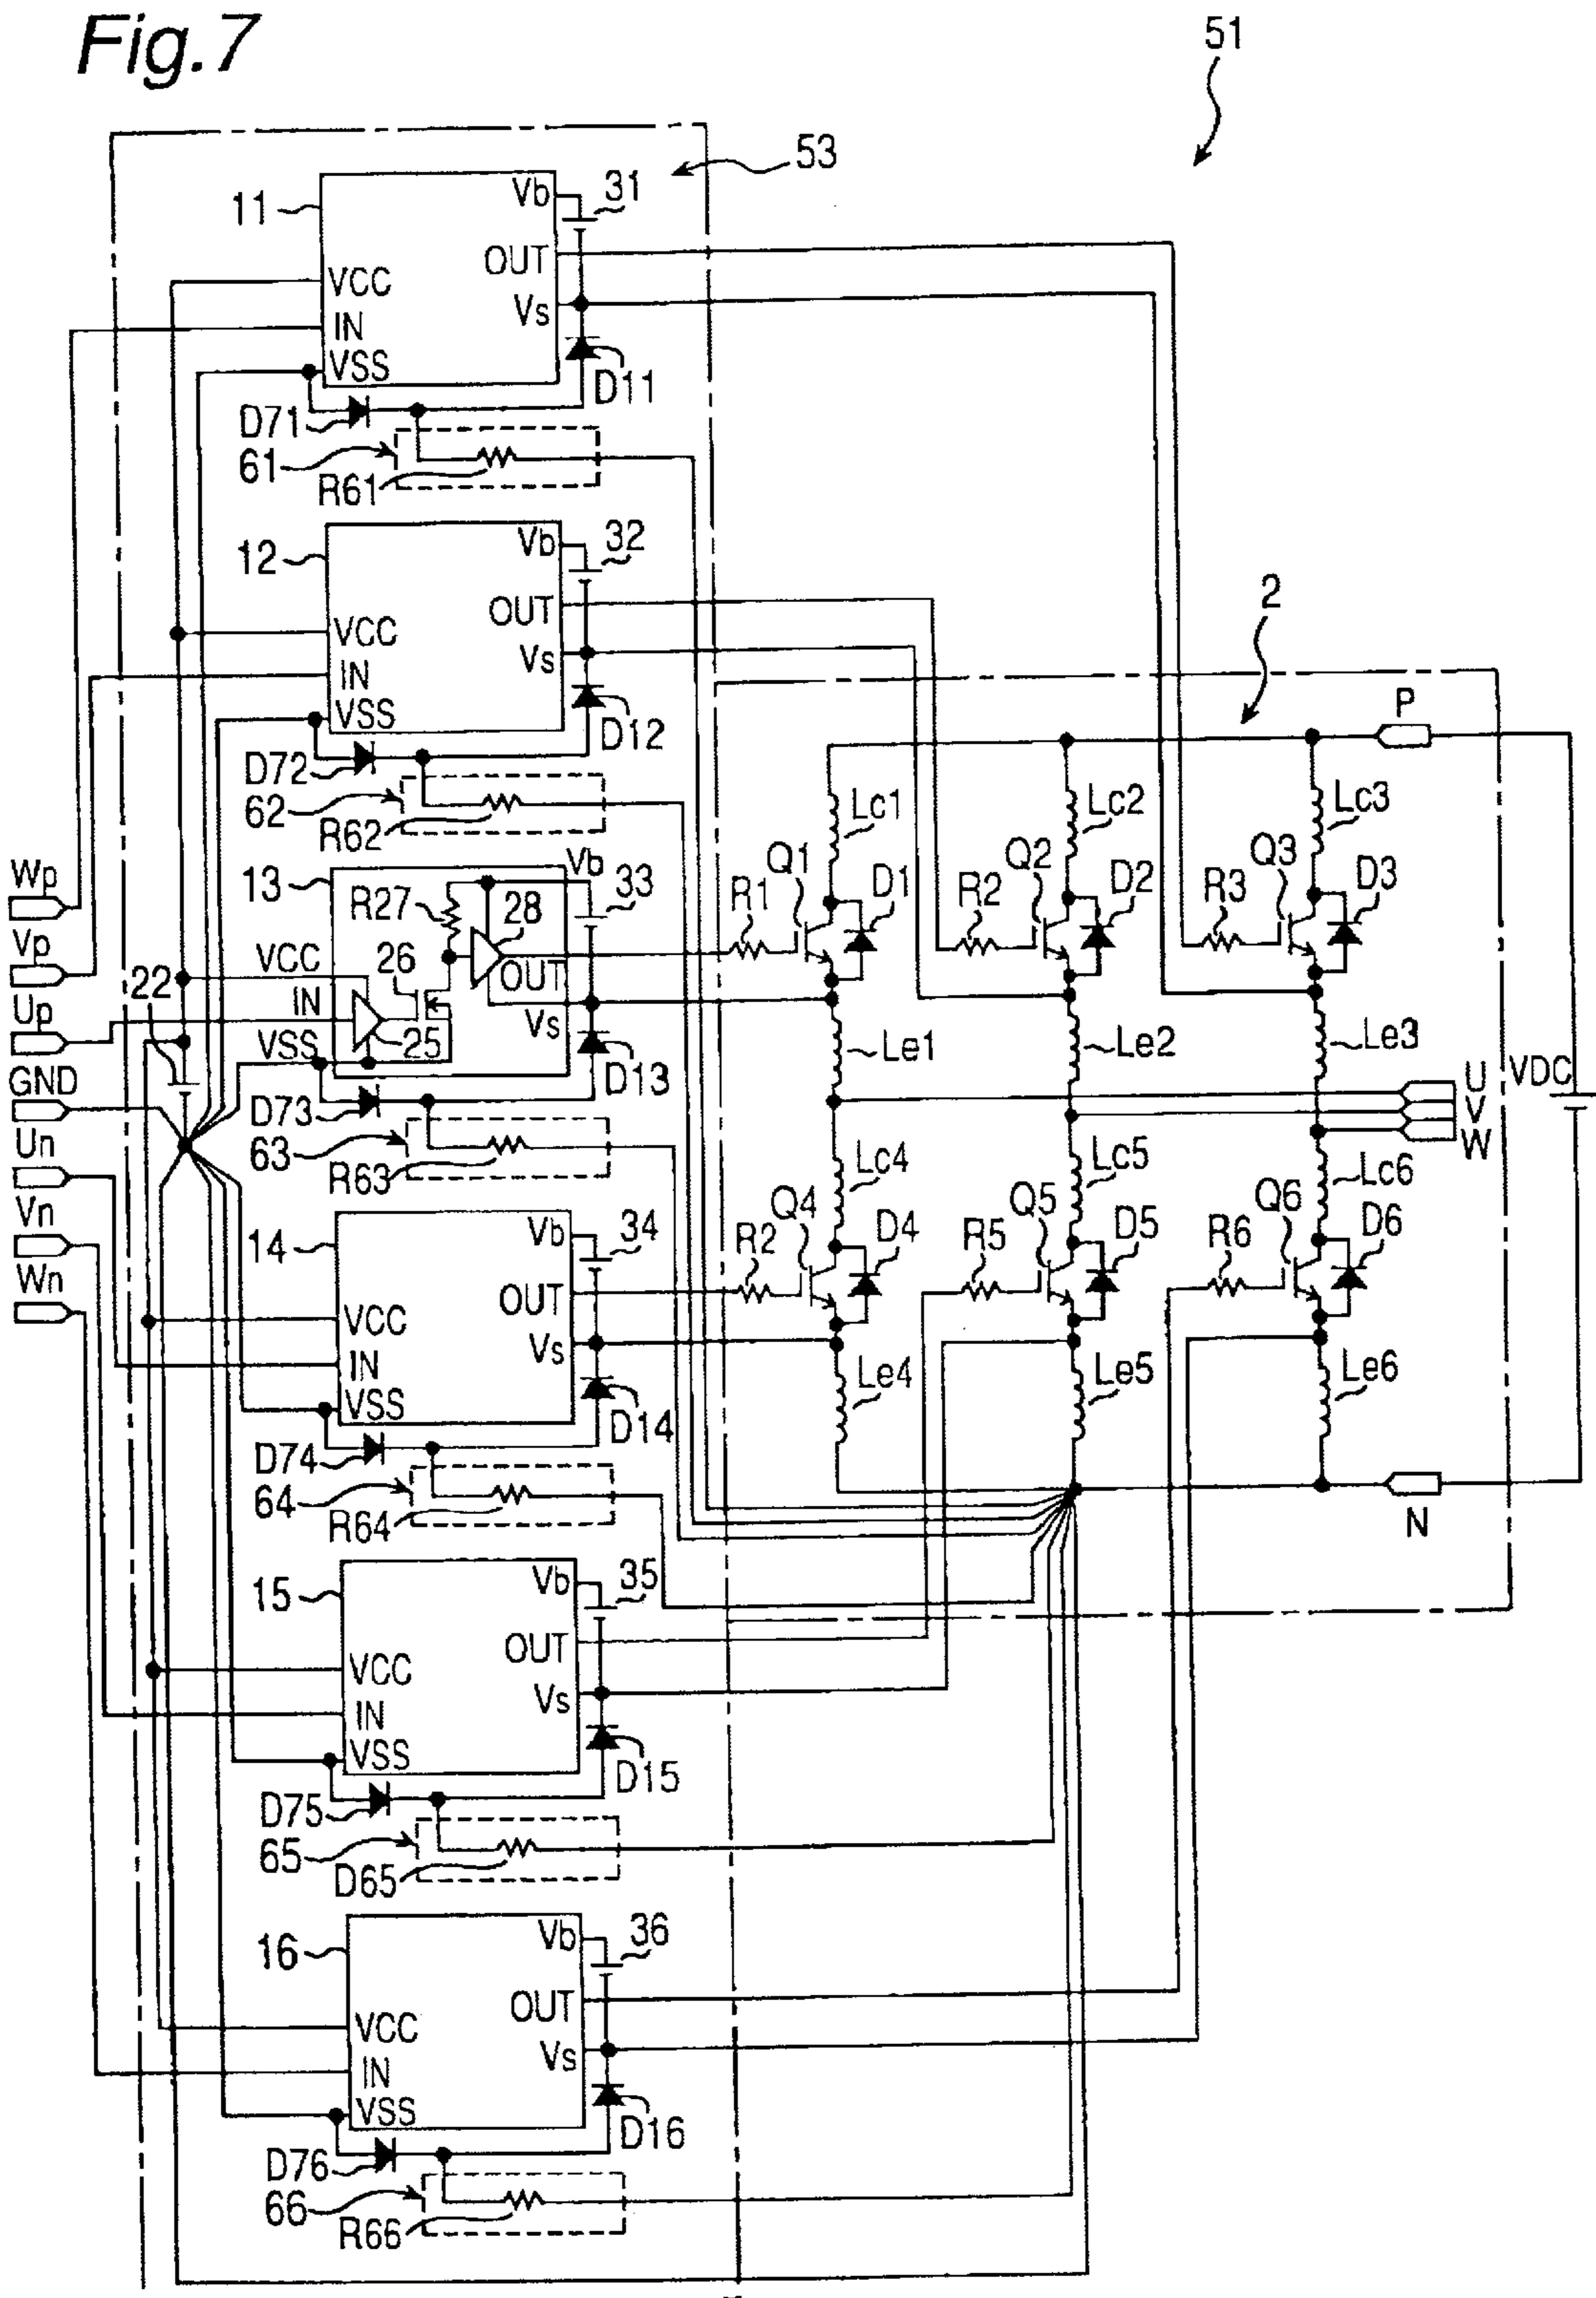 Fig.7
51
53
11
Vb
31
OUT
VCC
Vs
IN
VSS
D11
D71
61
R61
12
Vb
32
OUT
VCC
Vs
IN
VSS
D12
D72
62
R62
2
P
Lc1
Lc2
Lc3
13
Vb
33
R27
28
Q1
D1
R1
Q2
D2
R2
Q3
D3
R3
Wp
Vp
22
VCC
26
OUT
Up
IN
VSS
25
Vs
D13
Le1
Le2
Le3
GND
D73
U
V
W
VDC
Un
63
R63
Vn
Wn
14
Vb
34
Lc4
Lc5
Lc6
Q4
D4
R2
Q5
D5
R5
Q6
D6
R6
OUT
VCC
Vs
IN
VSS
D14
Le4
Le5
Le6
D74
64
R64
N
15
Vb
35
OUT
VCC
Vs
IN
VSS
D15
D75
65
D65
16
Vb
36
OUT
VCC
Vs
IN
VSS
D16
D76
66
R66